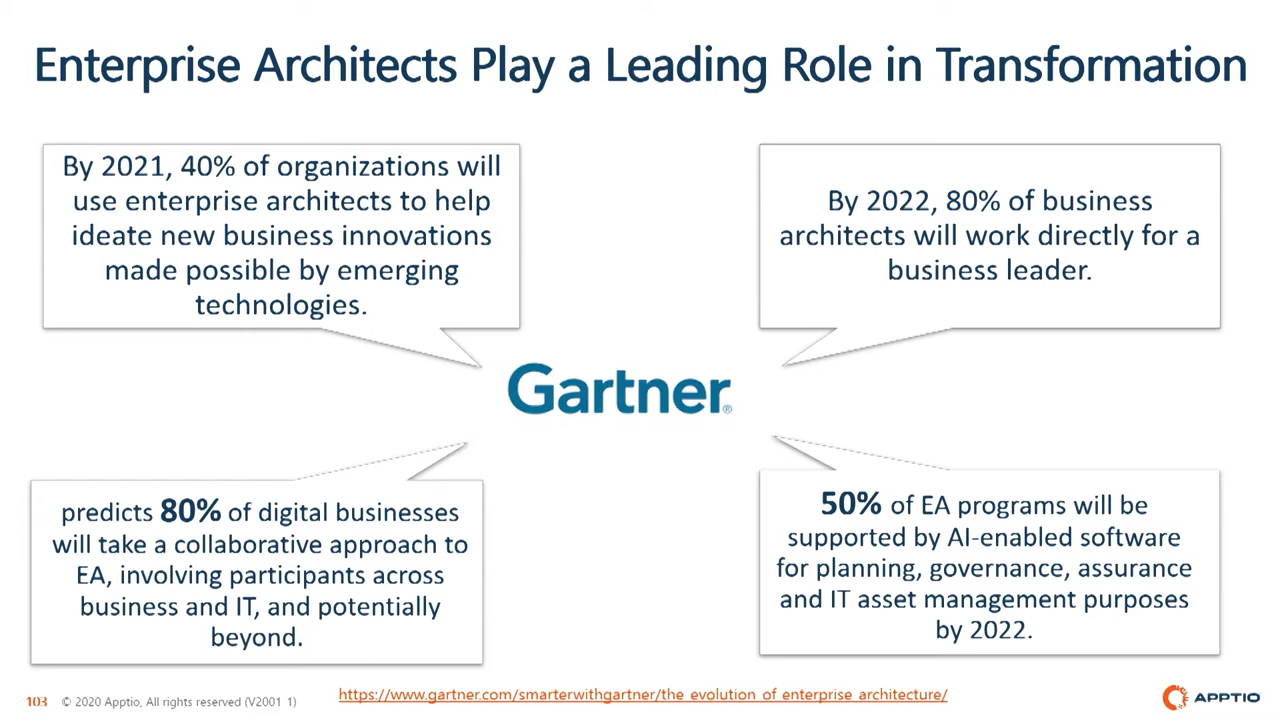 Enterprise Architects Play a Leading Role in Transformation
By 2021, 40% of organizations will
use enterprise architects to help
ideate new business innovations
made possible by emerging
technologies.
By 2022, 80% of business
architects will work directly for a
business leader.
Gartner®
predicts 80% of digital businesses
will take a collaborative approach to
EA, involving participants across
business and IT, and potentially
beyond.
50% of EA programs will be
supported by AI-enabled software
for planning, governance, assurance
and IT asset management purposes
by 2022.
103 © 2020 Apptio, All rights reserved (V2001 1)
https://www.gartner.com/smarterwithgartner/the evolution of enterprise architecture/
APPTIO